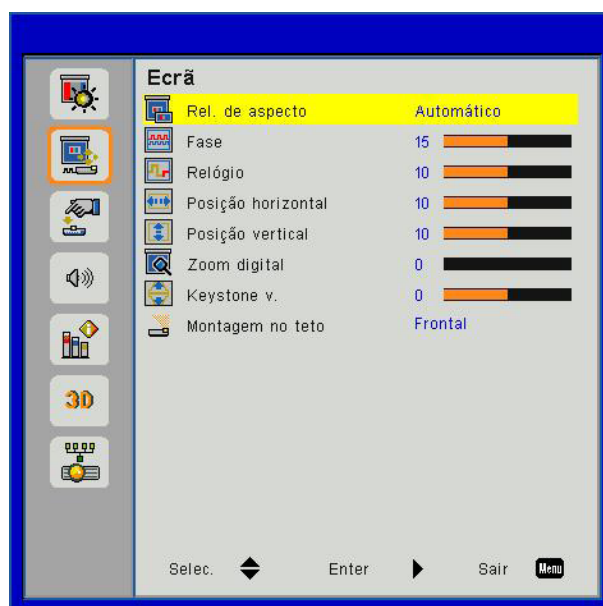 Ecrã
Rel. de aspecto Automático
Fase 15
Relógio 10
Posição horizontal 10
Posição vertical 10
Zoom digital 0
Keystone v. 0
Montagem no teto Frontal
3D
Selec. Enter Sair Menu